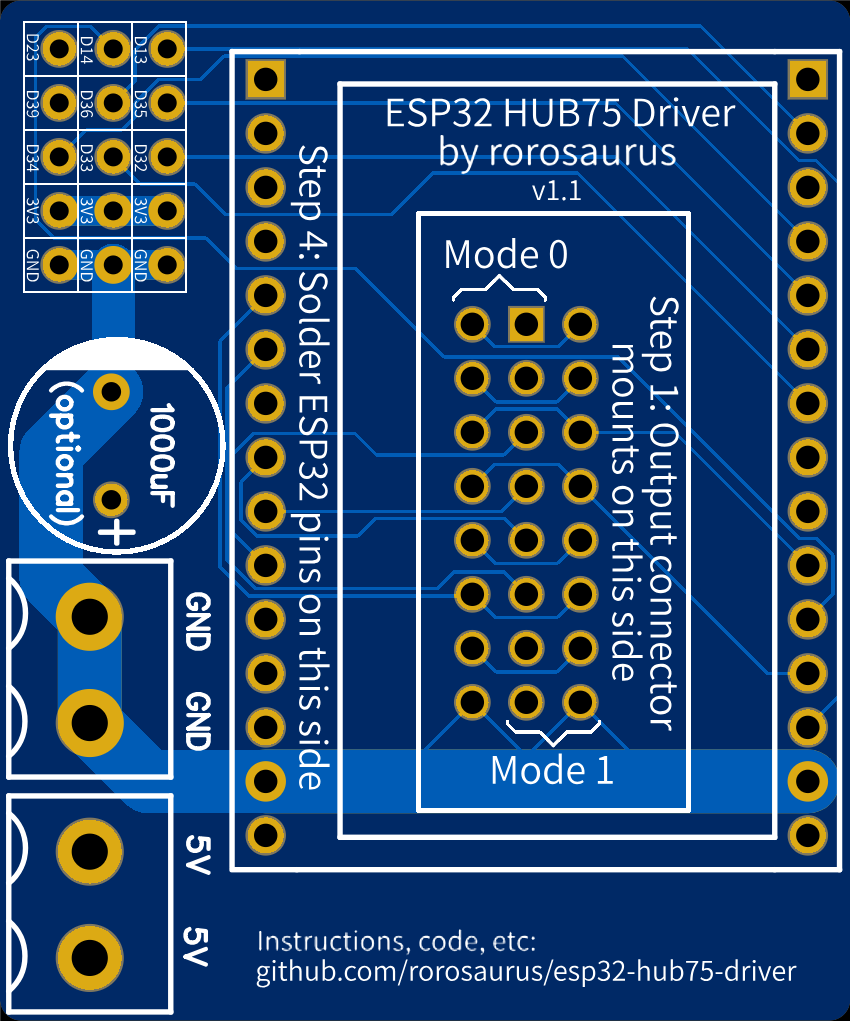 D23 D14 D13
D39 D36 D35
D34 D33 D32
3V3 3V3 3V3
GND GND GND
ESP32 HUB75 Driver
by rorosaurus
v1.1
Mode 0
Step 4: Solder ESP32 pins on this side
Step 1: Output connector
mounts on this side
1000uF
(optional)
+
GND
GND
Mode 1
5V
5V
Instructions, code, etc:
github.com/rorosaurus/esp32-hub75-driver